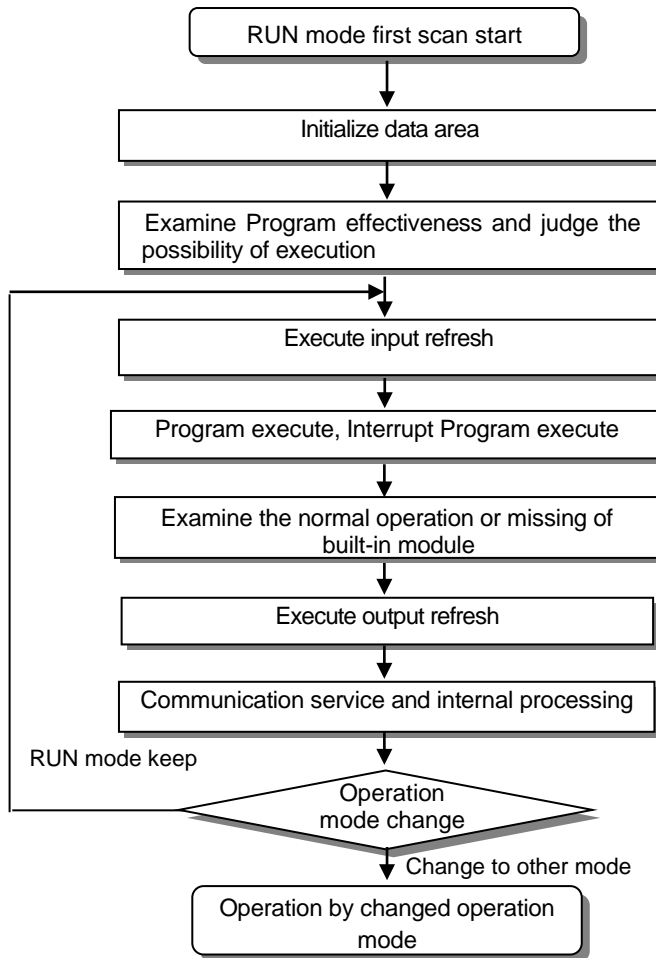 RUN mode first scan start
Initialize data area
Examine Program effectiveness and judge the
possibility of execution
Execute input refresh
Program execute, Interrupt Program execute
Examine the normal operation or missing of
built-in module
Execute output refresh
Communication service and internal processing
RUN mode keep
Operation
mode change
Change to other mode
Operation by changed operation
mode